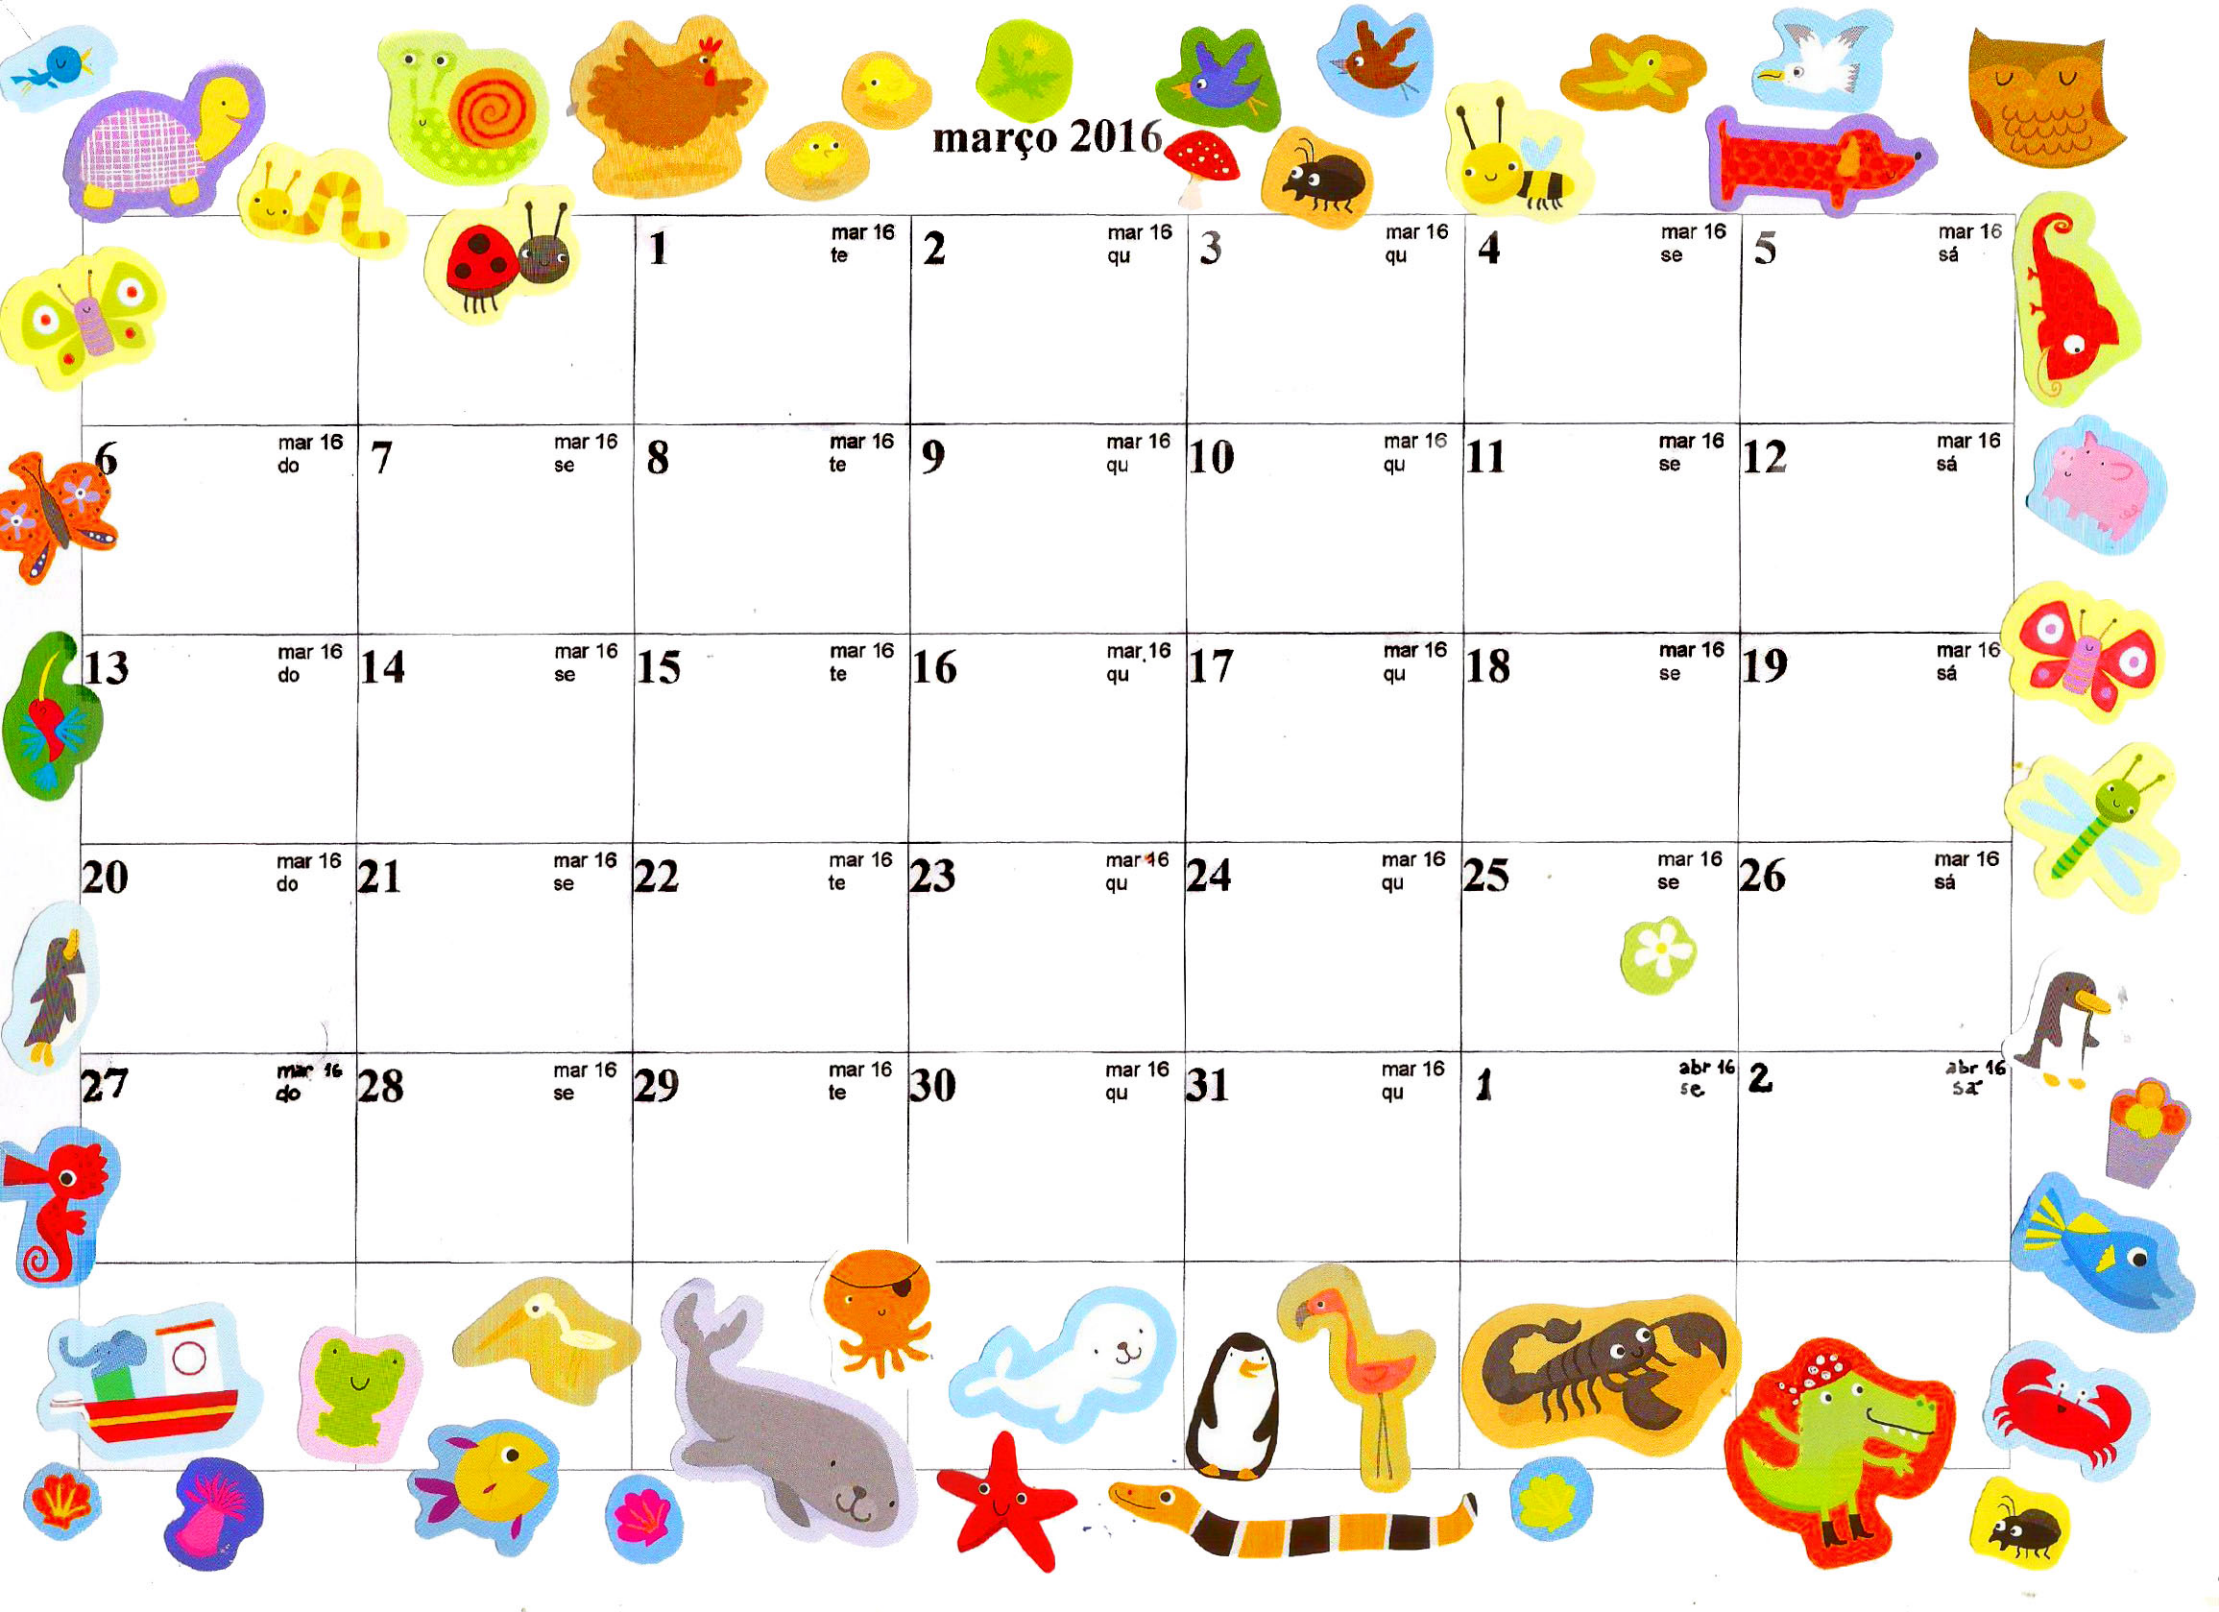 março 2016
1 mar 16 2 mar 16 3 mar 16 4 mar 16 5 mar 16
te qu qu se sá
6 mar 16 7 mar 16 8 mar 16 9 mar 16 10 mar 16 11 mar 16 12 mar 16
do se te qu qu se sá
13 mar 16 14 mar 16 15 mar 16 16 mar 16 17 mar 16 18 mar 16 19 mar 16
do se te qu qu se sá
20 mar 16 21 mar 16 22 mar 16 23 mar 16 24 mar 16 25 mar 16 26 mar 16
do se te qu qu se sá
27 mar 16 28 mar 16 29 mar 16 30 mar 16 31 mar 16 1 abr 16 2 abr 16
do se te qu qu se sá